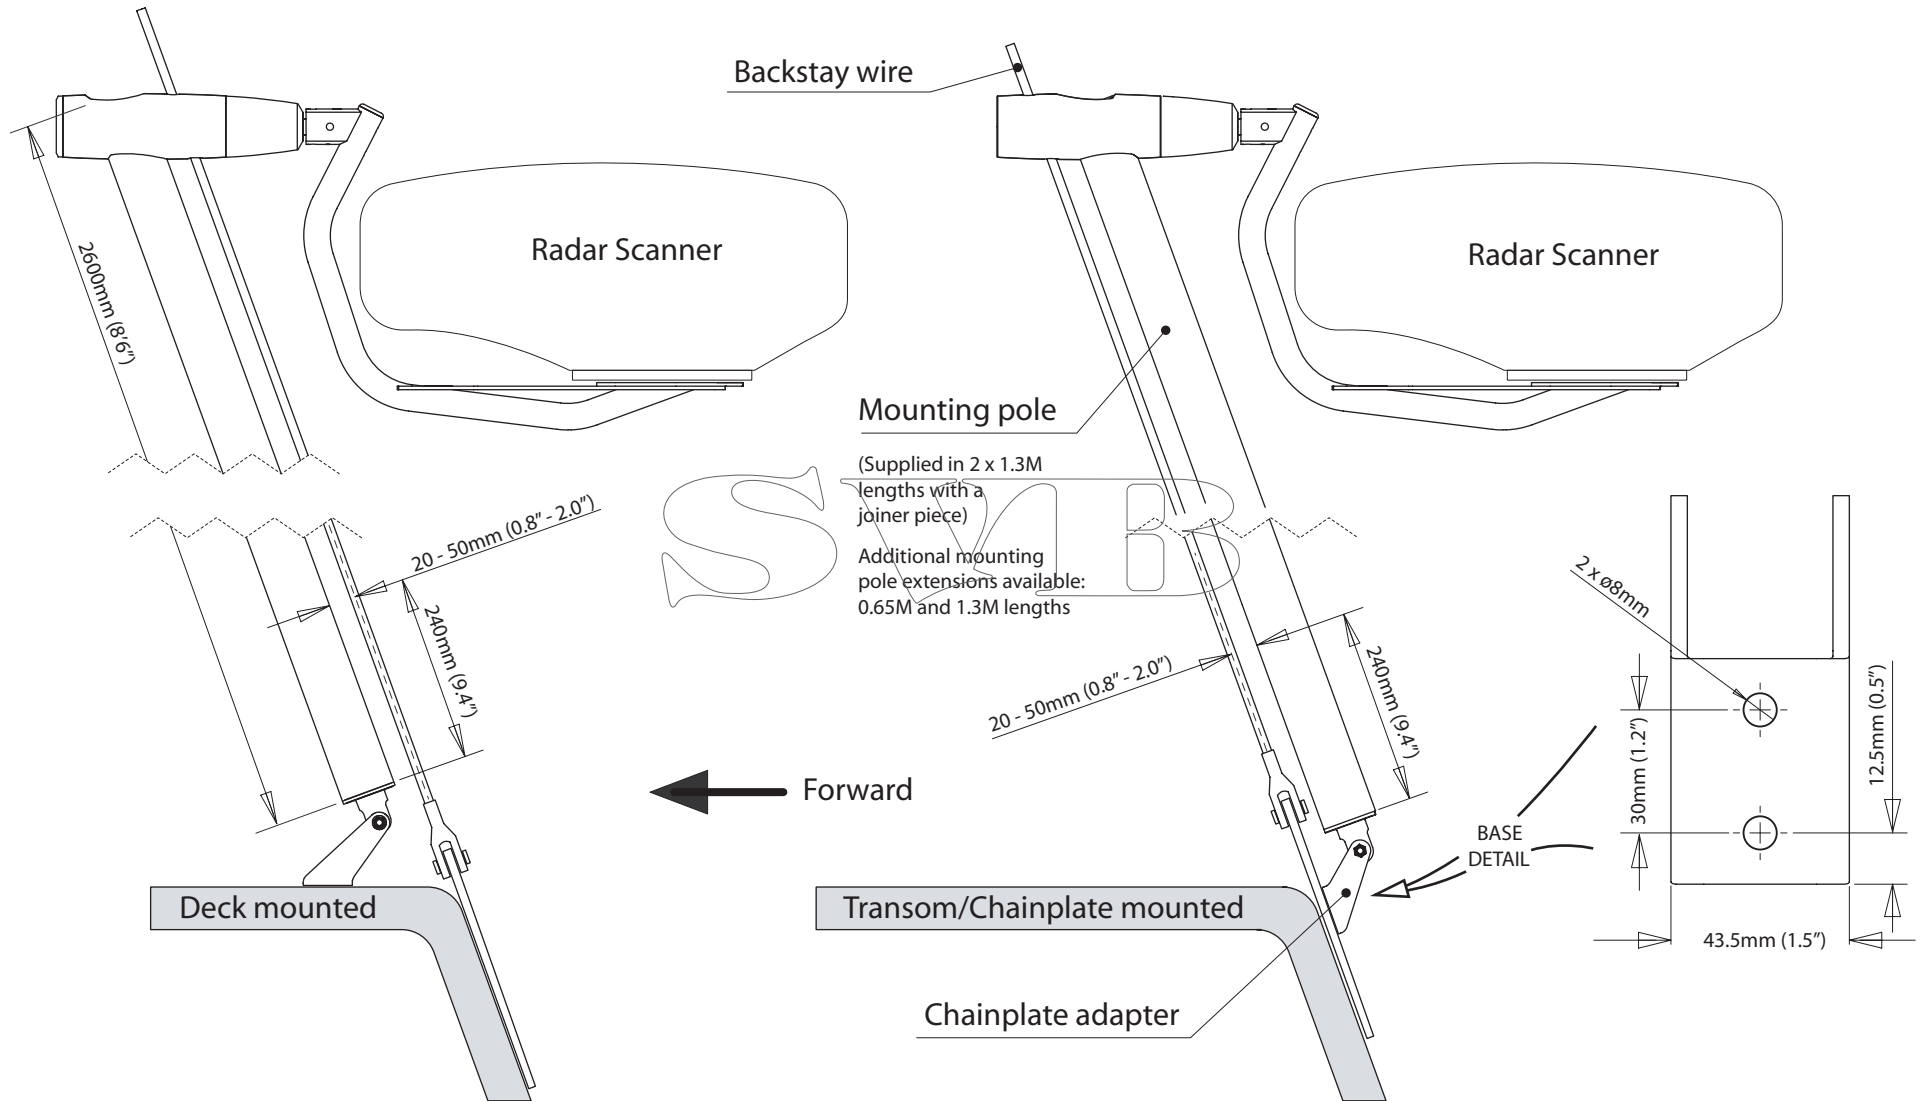 Backstay wire
Radar Scanner
Radar Scanner
2600mm (8'6")
Mounting pole
(Supplied in 2 x 1.3M
lengths with a
joiner piece)
Additional mounting
pole extensions available:
0.65M and 1.3M lengths
SVB
20 - 50mm (0.8" - 2.0")
240mm (9.4")
20 - 50mm (0.8" - 2.0")
240mm (9.4")
2 x ø8mm
30mm (1.2")
12.5mm (0.5")
43.5mm (1.5")
Forward
BASE
DETAIL
Deck mounted
Transom/Chainplate mounted
Chainplate adapter